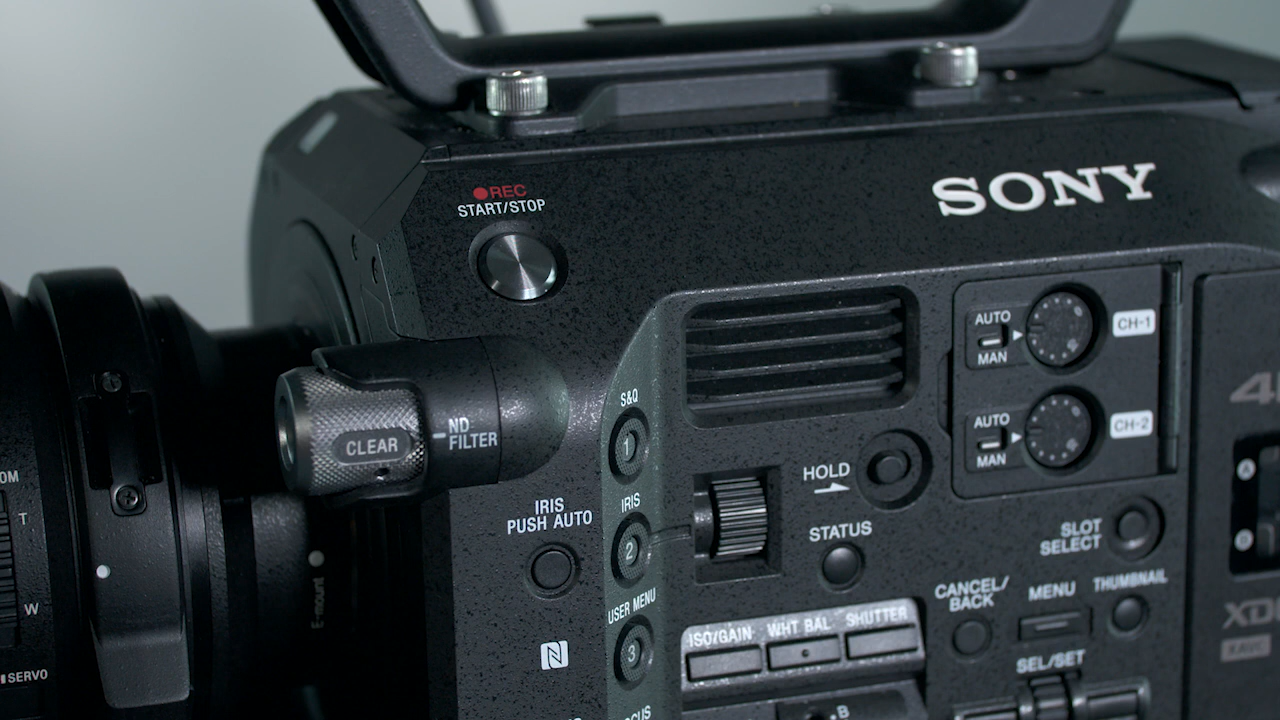 SONY
REC
START/STOP
AUTO
MAN
CH-1
AUTO
MAN
CH-2
CLEAR
ND
FILTER
S&Q
1
IRIS
2
USER MENU
3
IRIS
PUSH AUTO
HOLD
STATUS
SLOT
SELECT
CANCEL/
BACK
MENU
THUMBNAIL
SEL/SET
ISO/GAIN
WHT BAL
SHUTTER
B
A
B
T
W
SERVO
E-mount
N
XAVC